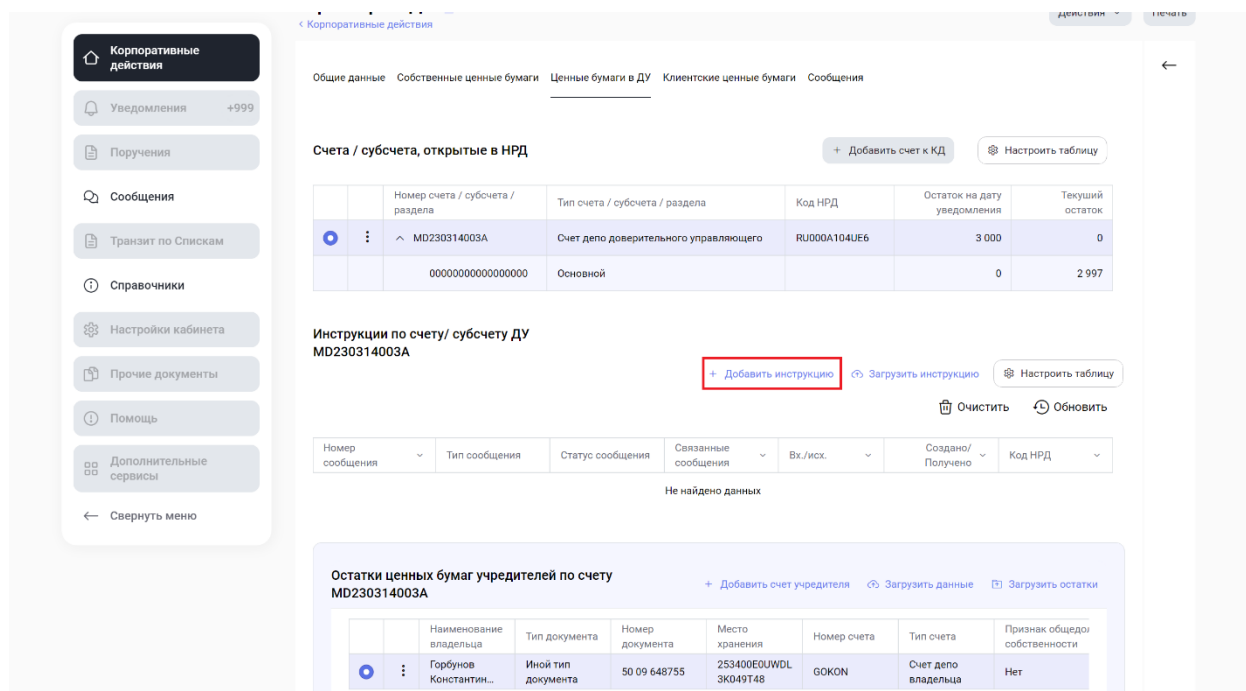 Действия
Печать
< Корпоративные действия
Корпоративные
действия
Уведомления +999
Поручения
Сообщения
Транзит по Спискам
Справочники
Настройки кабинета
Прочие документы
Помощь
Дополнительные
сервисы
Свернуть меню
Общие данные Собственные ценные бумаги Ценные бумаги в ДУ Клиентские ценные бумаги Сообщения
Счета / субсчета, открытые в НРД
+ Добавить счет к КД
Настроить таблицу
Номер счета / субсчета /
раздела
Тип счета / субсчета / раздела
Код НРД
Остаток на дату
уведомления
Текущий
остаток
MD230314003A Счет депо доверительного управляющего RU000A104UE6 3 000 0
00000000000000000 Основной 0 2 997
Инструкции по счету/ субсчету ДУ
MD230314003A
+ Добавить инструкцию
Загрузить инструкцию
Настроить таблицу
Очистить
Обновить
Номер
сообщения
Тип сообщения
Статус сообщения
Связанные
сообщения
Вх./исх.
Создано/
Получено
Код НРД
Не найдено данных
Остатки ценных бумаг учредителей по счету
MD230314003A
+ Добавить счет учредителя
Загрузить данные
Загрузить остатки
Наименование
владельца
Тип документа
Номер
документа
Место
хранения
Номер счета
Тип счета
Признак общедол
собственности
Горбунов
Константин...
Иной тип
документа
50 09 648755
253400E0UWDL
3K049T48
GOKON
Счет депо
владельца
Нет